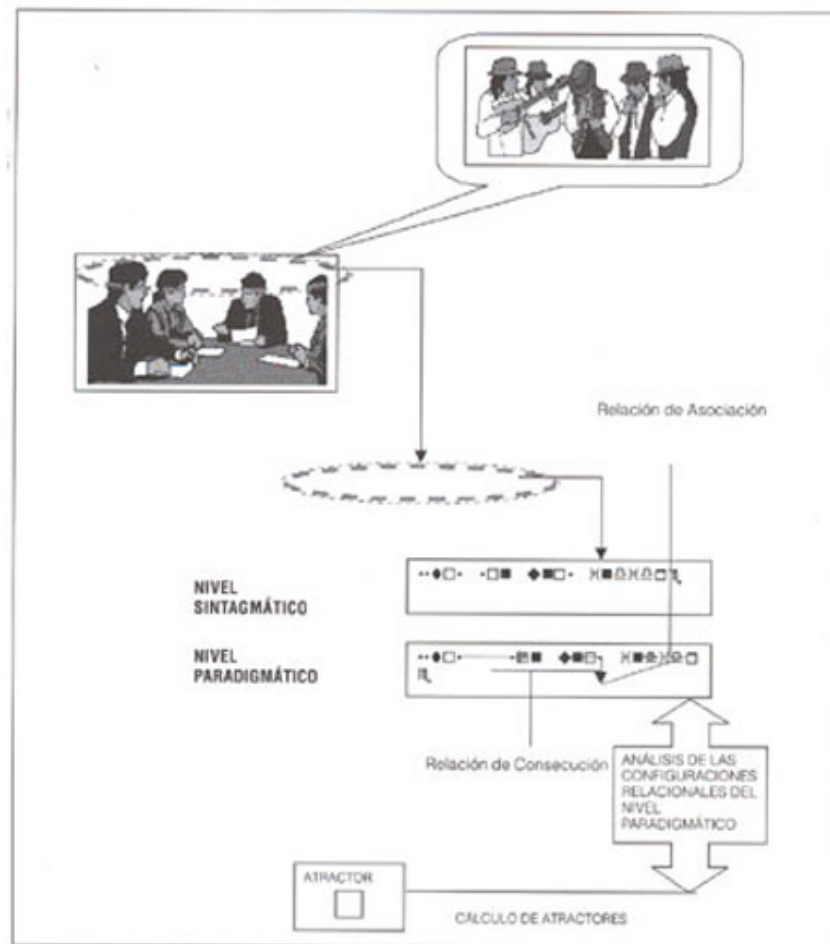 Relación de Asociación
NIVEL
SINTAGMÁTICO
NIVEL
PARADIGMÁTICO
Relación de Consecución
ANÁLISIS DE LAS
CONFIGURACIONES
RELACIONALES DEL
NIVEL
PARADIGMÁTICO
ATRACTOR
CÁLCULO DE ATRACTORES